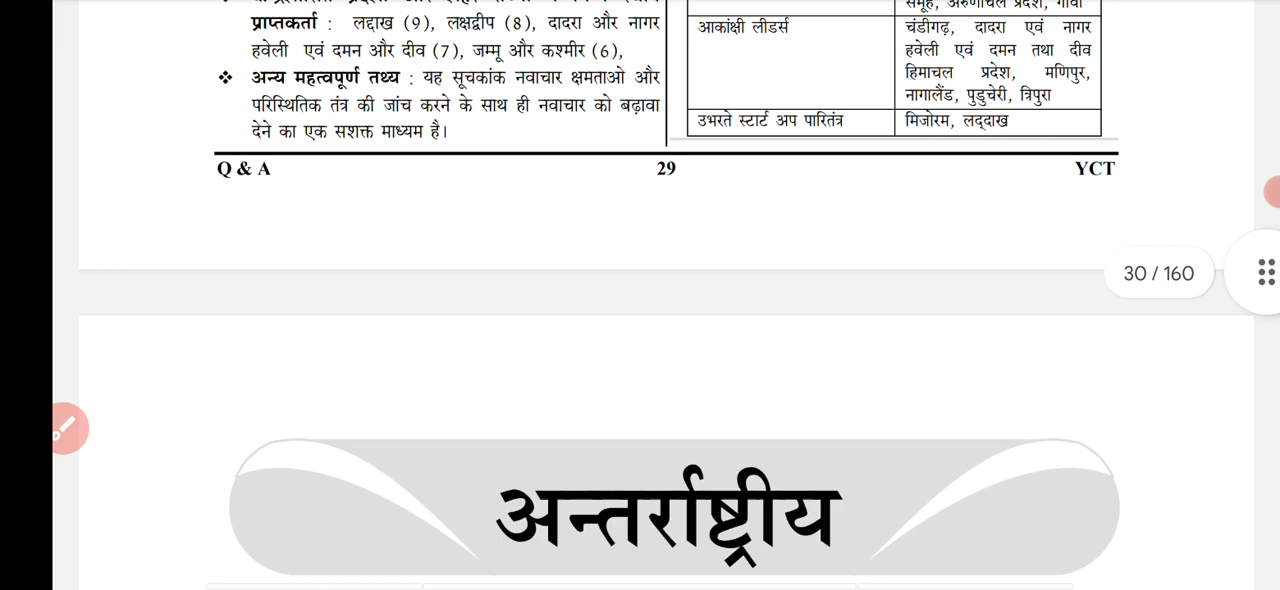 प्राप्तकर्ता : लद्दाख (9), लक्षद्वीप (8), दादरा और नागर
हवेली एवं दमन और दीव (7), जम्मू और कश्मीर (6),
❖ अन्य महत्वपूर्ण तथ्य : यह सूचकांक नवाचार क्षमताओ और
परिस्थितिक तंत्र की जांच करने के साथ ही नवाचार को बढ़ावा
देने का एक सशक्त माध्यम है।
समूह, अरुणाचल प्रदेश, गोवा
आकांक्षी लीडर्स
चंडीगढ़, दादरा एवं नागर
हवेली एवं दमन तथा दीव
हिमाचल प्रदेश, मणिपुर,
नागालैंड, पुडुचेरी, त्रिपुरा
उभरते स्टार्ट अप पारितंत्र
मिजोरम, लद्दाख
Q & A 29 YCT
30 / 160
अन्तर्राष्ट्रीय